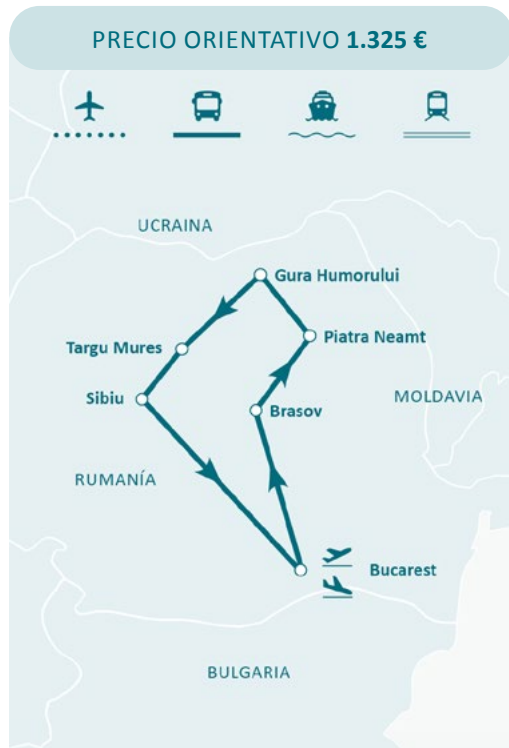 PRECIO ORIENTATIVO 1.325 €
UCRAINA
Gura Humorului
Targu Mures
Piatra Neamt
Sibiu
Brasov
MOLDAVIA
RUMANÍA
Bucarest
BULGARIA